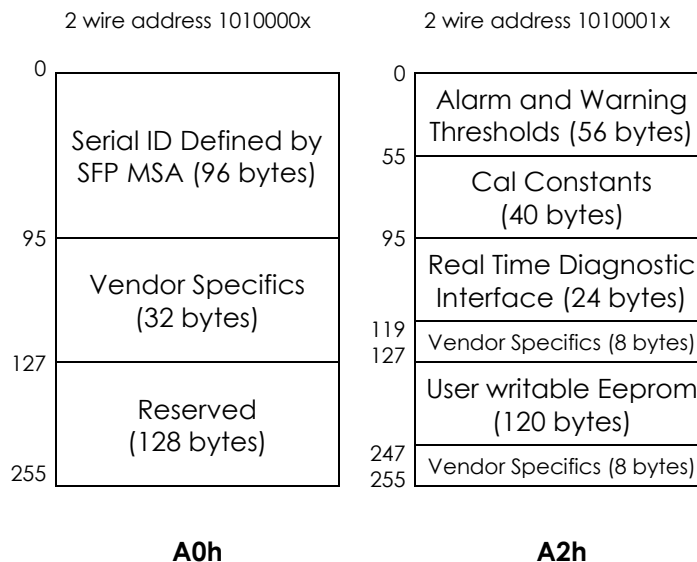 2 wire address 1010000x
0
Serial ID Defined by
SFP MSA (96 bytes)
95
Vendor Specifics
(32 bytes)
127
Reserved
(128 bytes)
255
A0h
2 wire address 1010001x
0
Alarm and Warning
Thresholds (56 bytes)
55
Cal Constants
(40 bytes)
95
Real Time Diagnostic
Interface (24 bytes)
119
Vendor Specifics (8 bytes)
127
User writable Eeprom
(120 bytes)
247
Vendor Specifics (8 bytes)
255
A2h